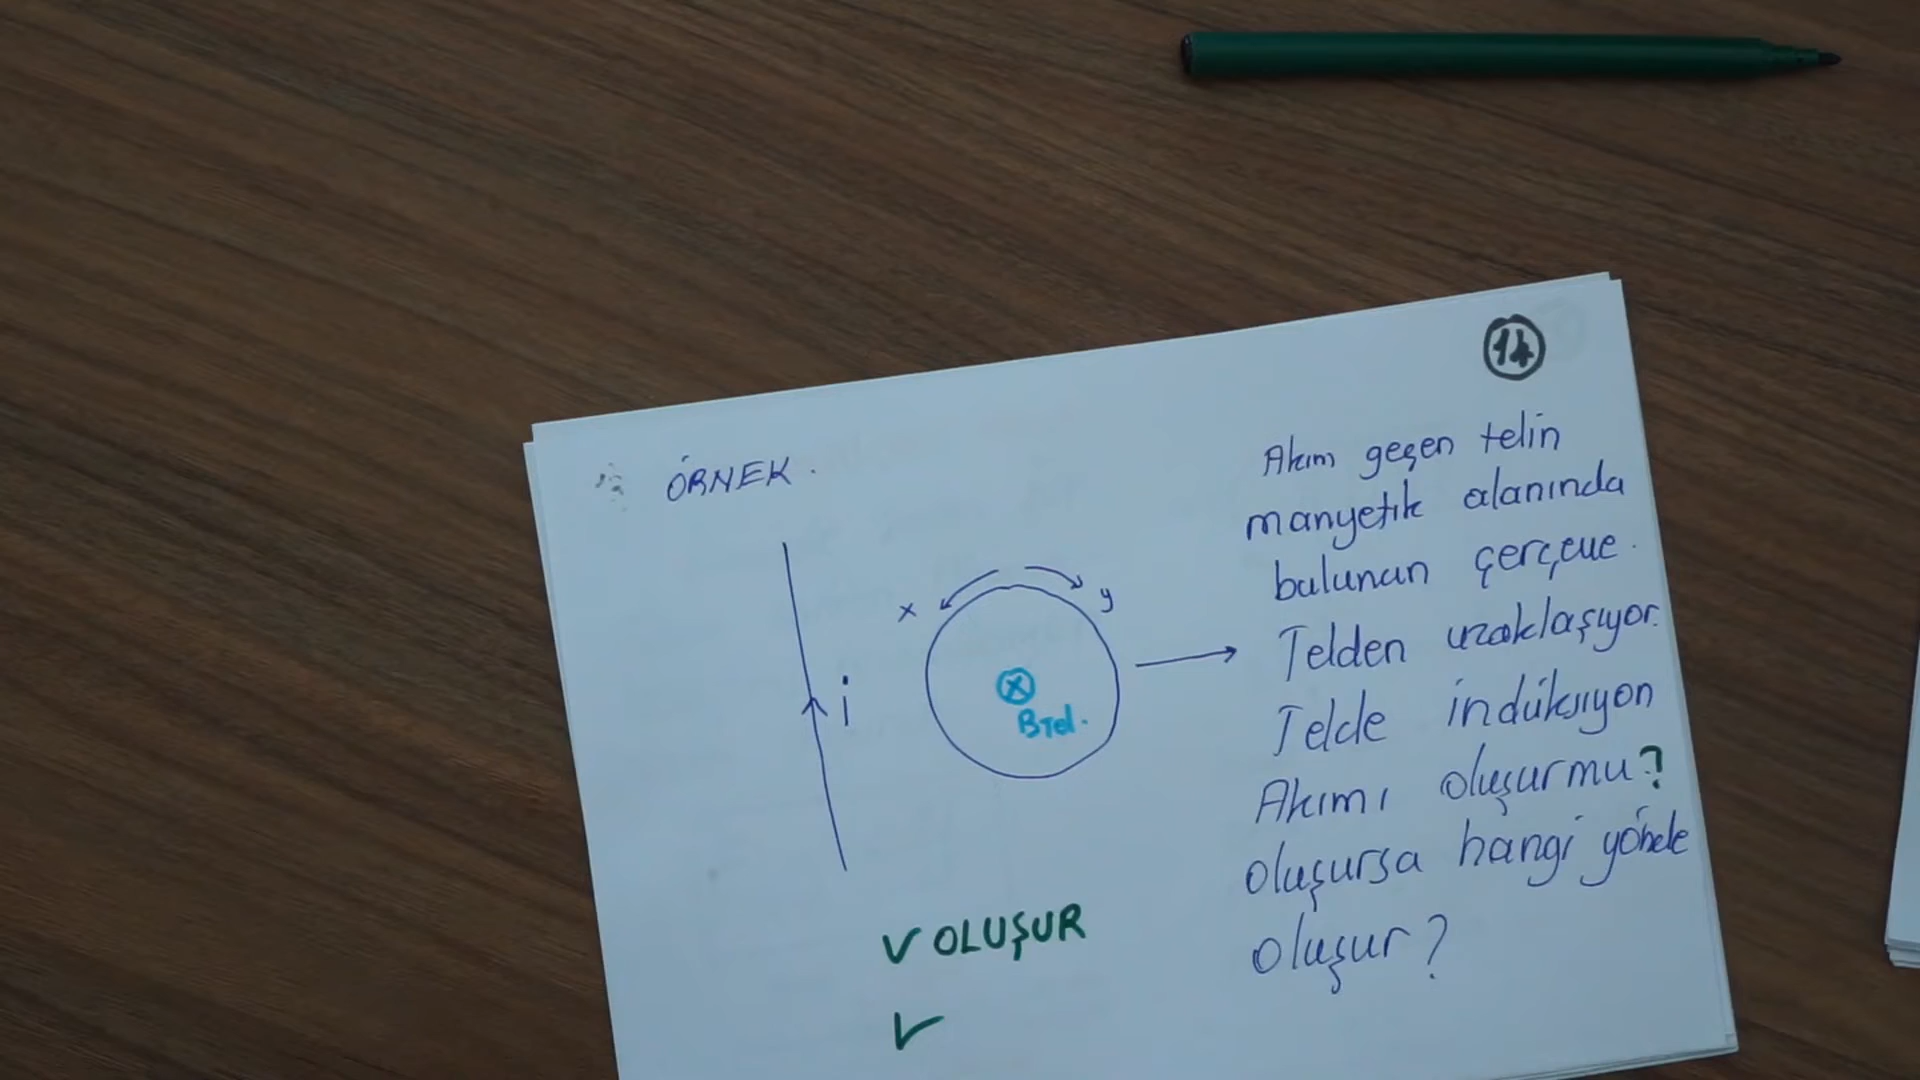 14
ÖRNEK.
x
y
i
BTel.
Akım geçen telin
manyetik alanında
bulunan çerçeve.
Telden uzaklaşıyor.
Telde indüksiyon
Akımı oluşurmu?
oluşursa hangi yönde
oluşur?
✓ OLUŞUR
✓